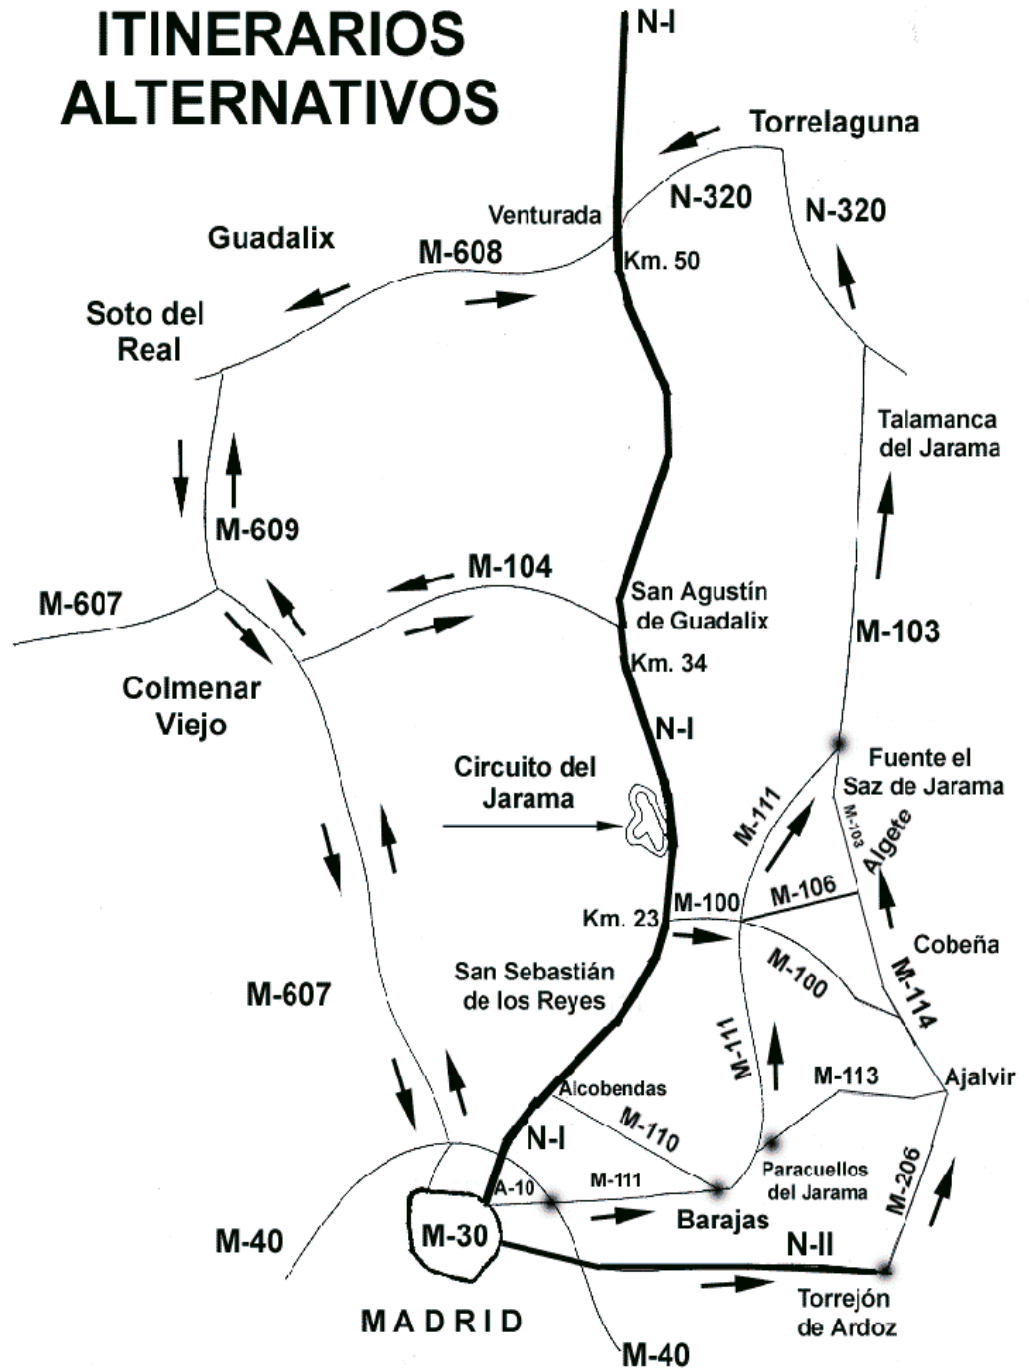 ITINERARIOS
ALTERNATIVOS
N-I
Torrelaguna
N-320
N-320
Venturada
Guadalix
M-608
Km. 50
Soto del
Real
Talamanca
del Jarama
M-609
M-104
San Agustín
de Guadalix
M-607
M-103
Km. 34
Colmenar
Viejo
N-I
Circuito del
Jarama
Fuente el
Saz de Jarama
M-111
M-103
Algete
M-106
M-100
Km. 23
Cobeña
San Sebastián
de los Reyes
M-100
M-114
M-607
M-111
Alcobendas
M-113
Ajalvir
M-110
N-I
Paracuellos
del Jarama
M-206
A-10
M-111
Barajas
M-30
M-40
N-II
Torrejón
de Ardoz
MADRID
M-40